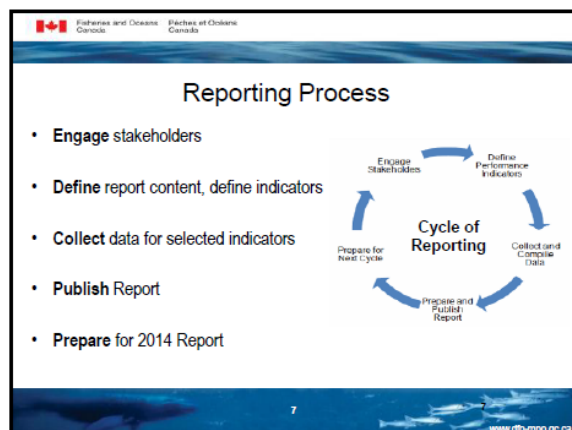 Fisheries and Oceans
Canada
Pêches et Océans
Canada
Reporting Process
• Engage stakeholders
• Define report content, define indicators
• Collect data for selected indicators
• Publish Report
• Prepare for 2014 Report
Engage
Stakeholders
Define
Performance
Indicators
Collect and
Compile
Data
Prepare and
Publish
Report
Prepare for
Next Cycle
Cycle of
Reporting
7
7
www.dfo-mpo.gc.ca